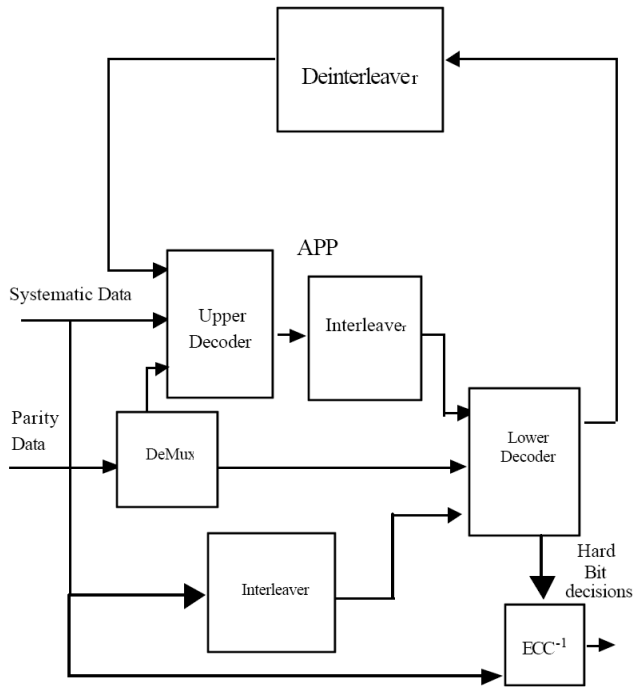 Deinterleaver
APP
Systematic Data
Upper
Decoder
Interleaver
Parity
Data
DeMux
Lower
Decoder
Interleaver
Hard
Bit
decisions
ECC⁻¹